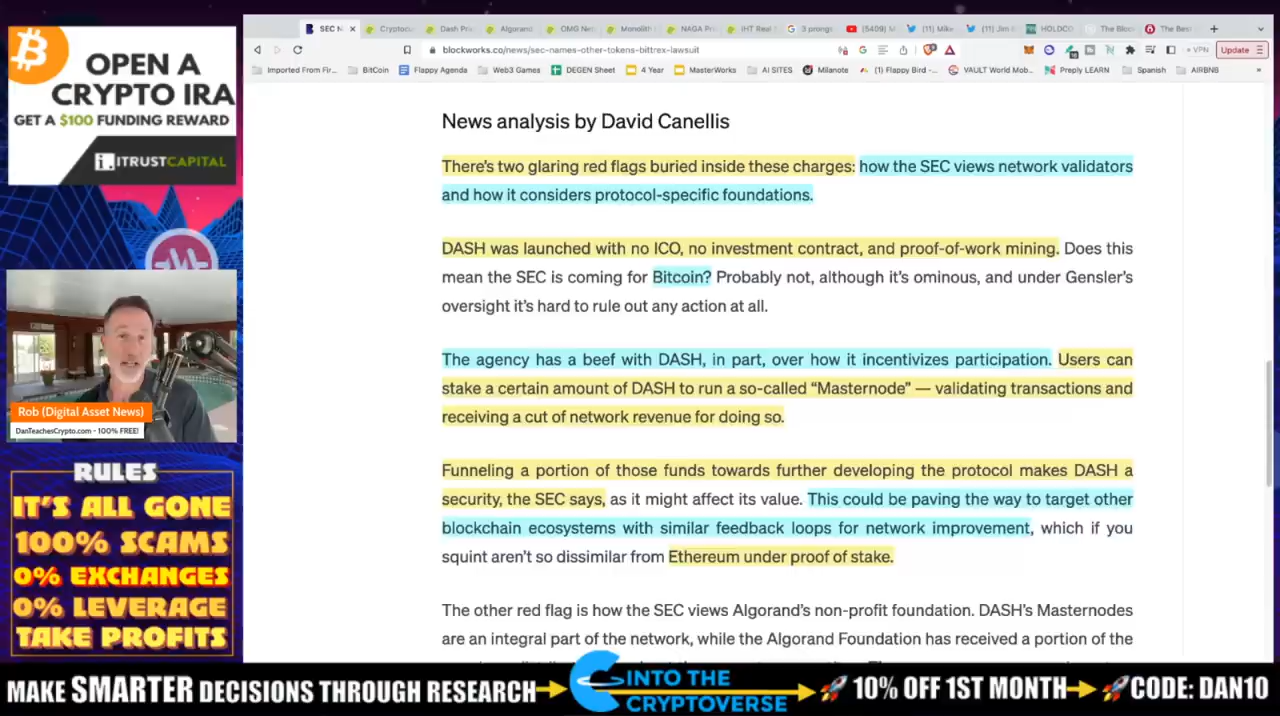 OPEN A
CRYPTO IRA
GET A $100 FUNDING REWARD
ITRUSTCAPITAL
Rob (Digital Asset News)
DanTeachesCrypto.com - 100% FREE!
RULES
IT'S ALL GONE
100% SCAMS
0% EXCHANGES
0% LEVERAGE
TAKE PROFITS
SEC N
Cryptocu
Dash Pric
Algorand
OMG Net
Monolith
NAGA Pri
IHT Real
3 prongs
(5409) M
(1) Mike
(1) Jim
HOLDCO
The Bloc
The Best
blockworks.co/news/sec-names-other-tokens-bittrex-lawsuit
VPN
Update
Imported From Fir...
BitCoin
Flappy Agenda
Web3 Games
DEGEN Sheet
4 Year
MasterWorks
AI SITES
Milanote
(1) Flappy Bird –...
VAULT World Mob...
Preply LEARN
Spanish
AIRBNB
News analysis by David Canellis
There's two glaring red flags buried inside these charges: how the SEC views network validators
and how it considers protocol-specific foundations.
DASH was launched with no ICO, no investment contract, and proof-of-work mining. Does this
mean the SEC is coming for Bitcoin? Probably not, although it's ominous, and under Gensler's
oversight it's hard to rule out any action at all.
The agency has a beef with DASH, in part, over how it incentivizes participation. Users can
stake a certain amount of DASH to run a so-called “Masternode” — validating transactions and
receiving a cut of network revenue for doing so.
Funneling a portion of those funds towards further developing the protocol makes DASH a
security, the SEC says, as it might affect its value. This could be paving the way to target other
blockchain ecosystems with similar feedback loops for network improvement, which if you
squint aren't so dissimilar from Ethereum under proof of stake.
The other red flag is how the SEC views Algorand's non-profit foundation. DASH's Masternodes
are an integral part of the network, while the Algorand Foundation has received a portion of the
MAKE SMARTER DECISIONS THROUGH RESEARCH
INTO THE
CRYPTOVERSE
10% OFF 1ST MONTH
CODE: DAN10